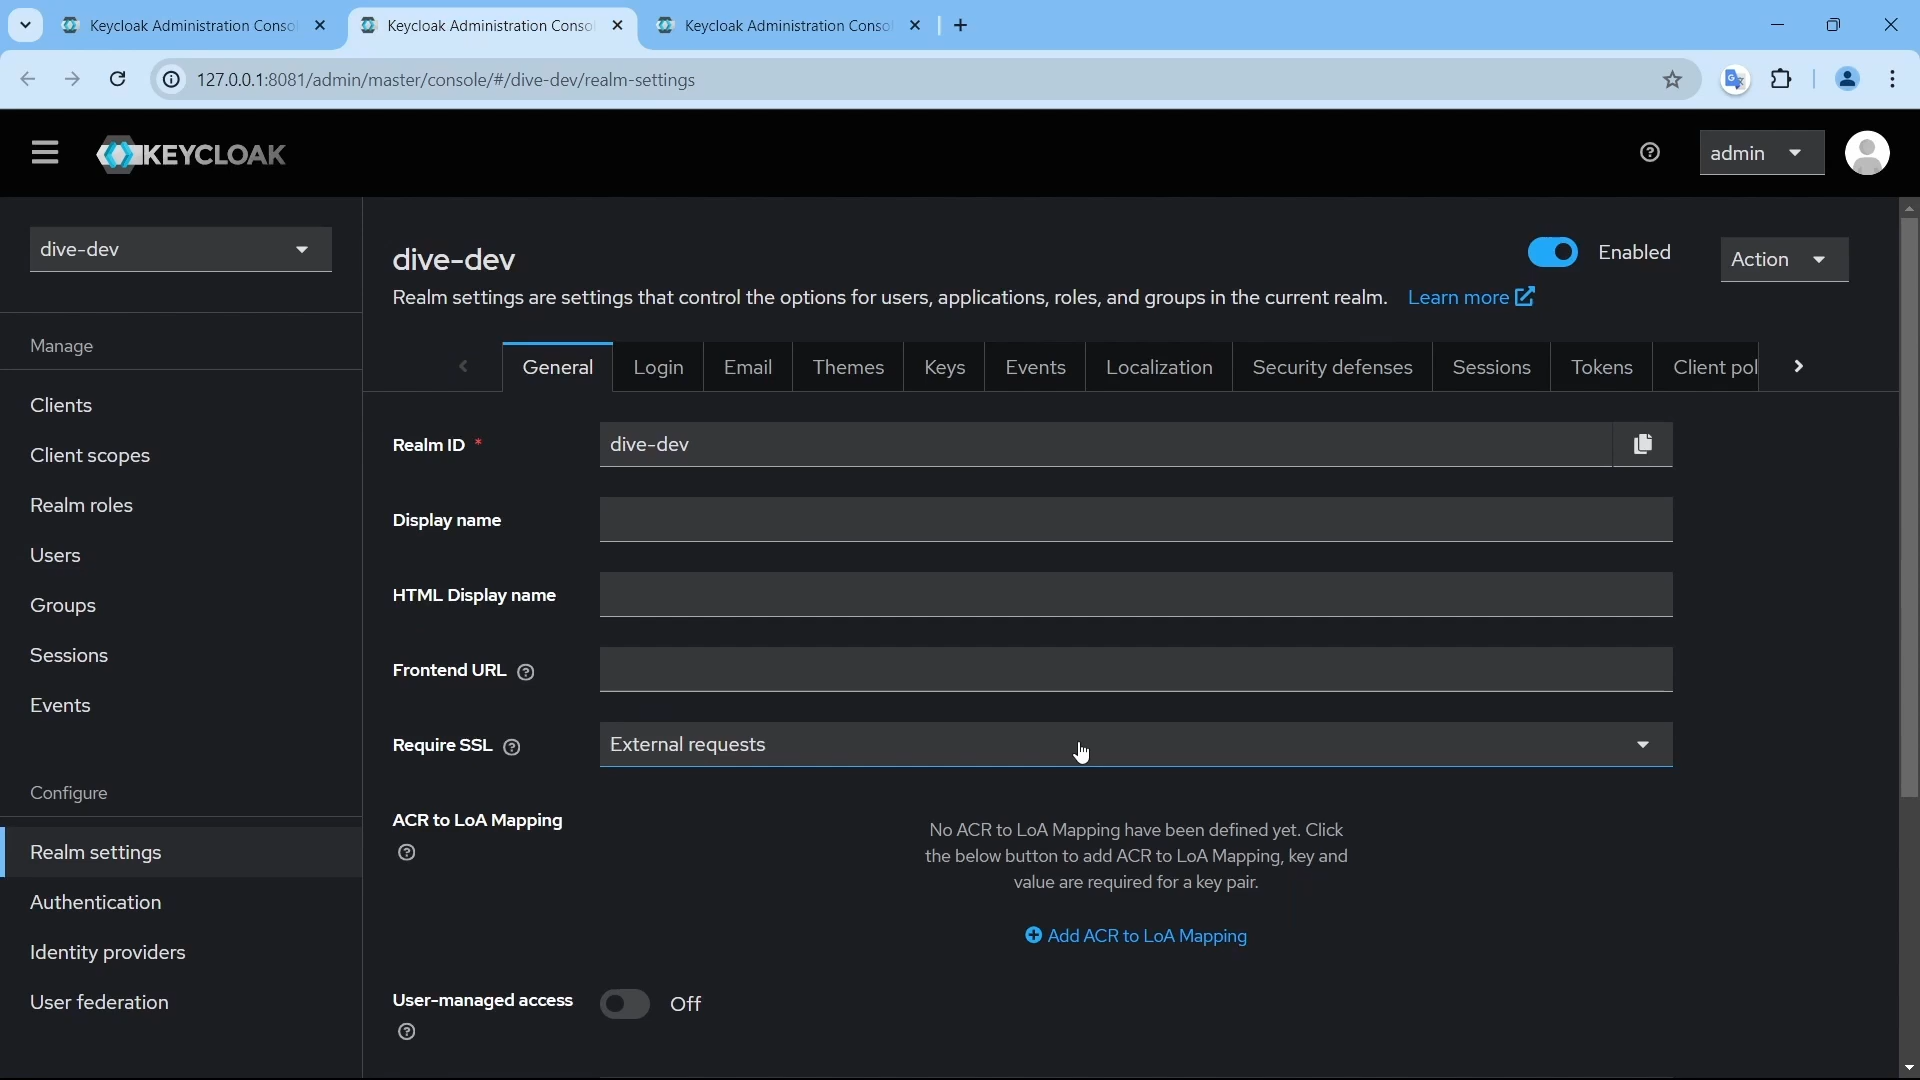 Keycloak Administration Conso
Keycloak Administration Conso
Keycloak Administration Conso
127.0.0.1:8081/admin/master/console/#/dive-dev/realm-settings
KEYCLOAK
admin
dive-dev
Manage
Clients
Client scopes
Realm roles
Users
Groups
Sessions
Events
Configure
Realm settings
Authentication
Identity providers
User federation
dive-dev
Enabled
Action
Realm settings are settings that control the options for users, applications, roles, and groups in the current realm. Learn more
General Login Email Themes Keys Events Localization Security defenses Sessions Tokens Client pol
Realm ID * dive-dev
Display name
HTML Display name
Frontend URL
Require SSL External requests
ACR to LoA Mapping
No ACR to LoA Mapping have been defined yet. Click
the below button to add ACR to LoA Mapping, key and
value are required for a key pair.
Add ACR to LoA Mapping
User-managed access Off